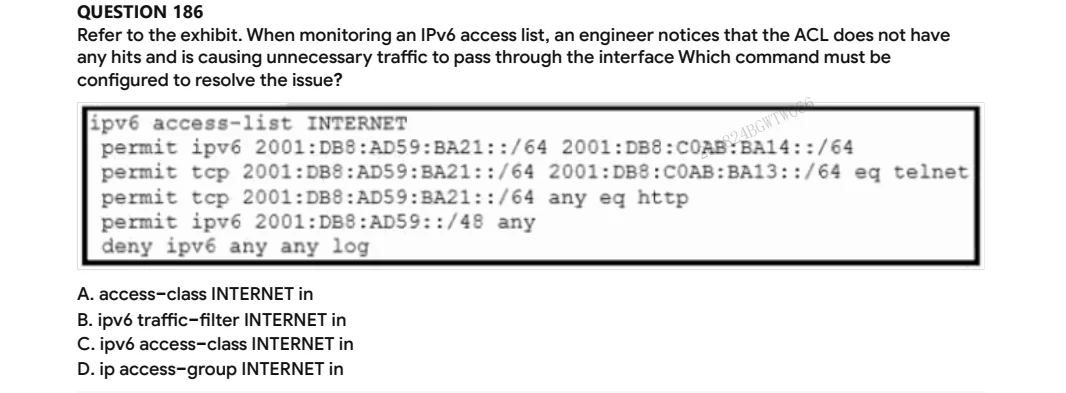 QUESTION 186
Refer to the exhibit. When monitoring an IPv6 access list, an engineer notices that the ACL does not have
any hits and is causing unnecessary traffic to pass through the interface Which command must be
configured to resolve the issue?
ipv6 access-list INTERNET
permit ipv6 2001:DB8:AD59:BA21::/64 2001:DB8:C0AB:BA14::/64
permit tcp 2001:DB8:AD59:BA21::/64 2001:DB8:C0AB:BA13::/64 eq telnet
permit tcp 2001:DB8:AD59:BA21::/64 any eq http
permit ipv6 2001:DB8:AD59::/48 any
deny ipv6 any any log
A. access-class INTERNET in
B. ipv6 traffic-filter INTERNET in
C. ipv6 access-class INTERNET in
D. ip access-group INTERNET in